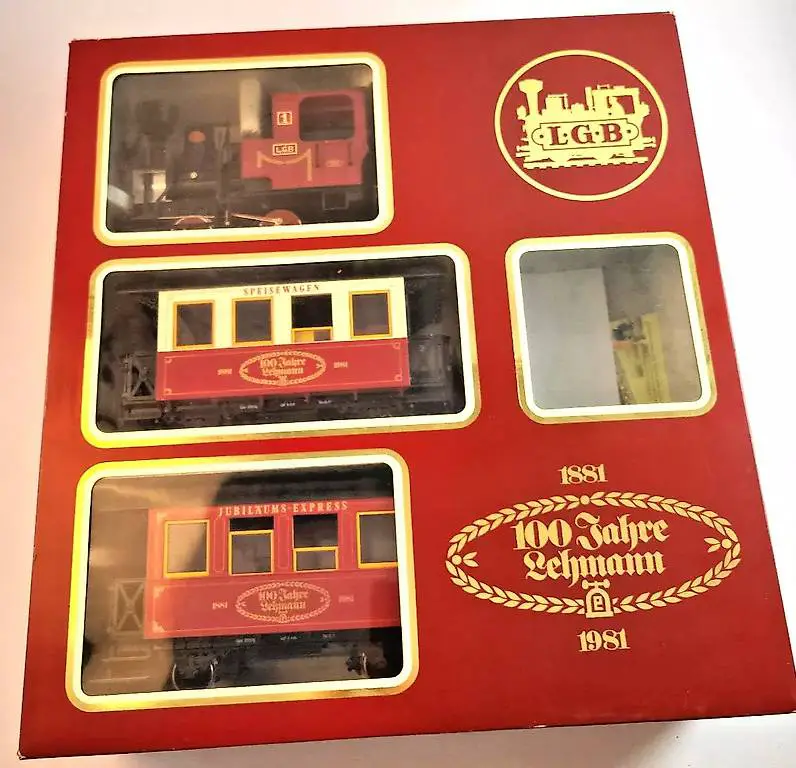 1
LGB
L·G·B
SPEISEWAGEN
1881
100 Jahre
Lehmann
1981
JUBILÄUMS-EXPRESS
1881
100 Jahre
Lehmann
1981
1881
100 Jahre
Lehmann
1981